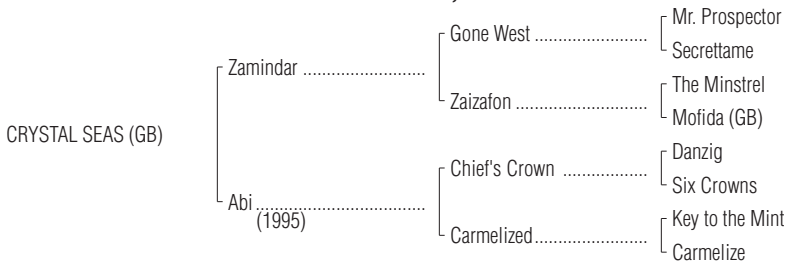 Mr. Prospector
Gone West ..........................
Secrettame
Zamindar ............................
The Minstrel
Zaizafon ..............................
Mofida (GB)
CRYSTAL SEAS (GB)
Danzig
Chief's Crown ....................
Six Crowns
Abi .......................................
(1995)
Key to the Mint
Carmelized..........................
Carmelize